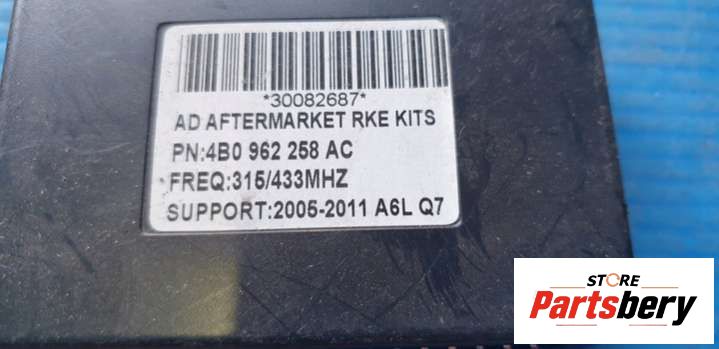 *30082687*
AD AFTERMARKET RKE KITS
PN:4B0 962 258 AC
FREQ:315/433MHZ
SUPPORT:2005-2011 A6L Q7
STORE
Partsbery